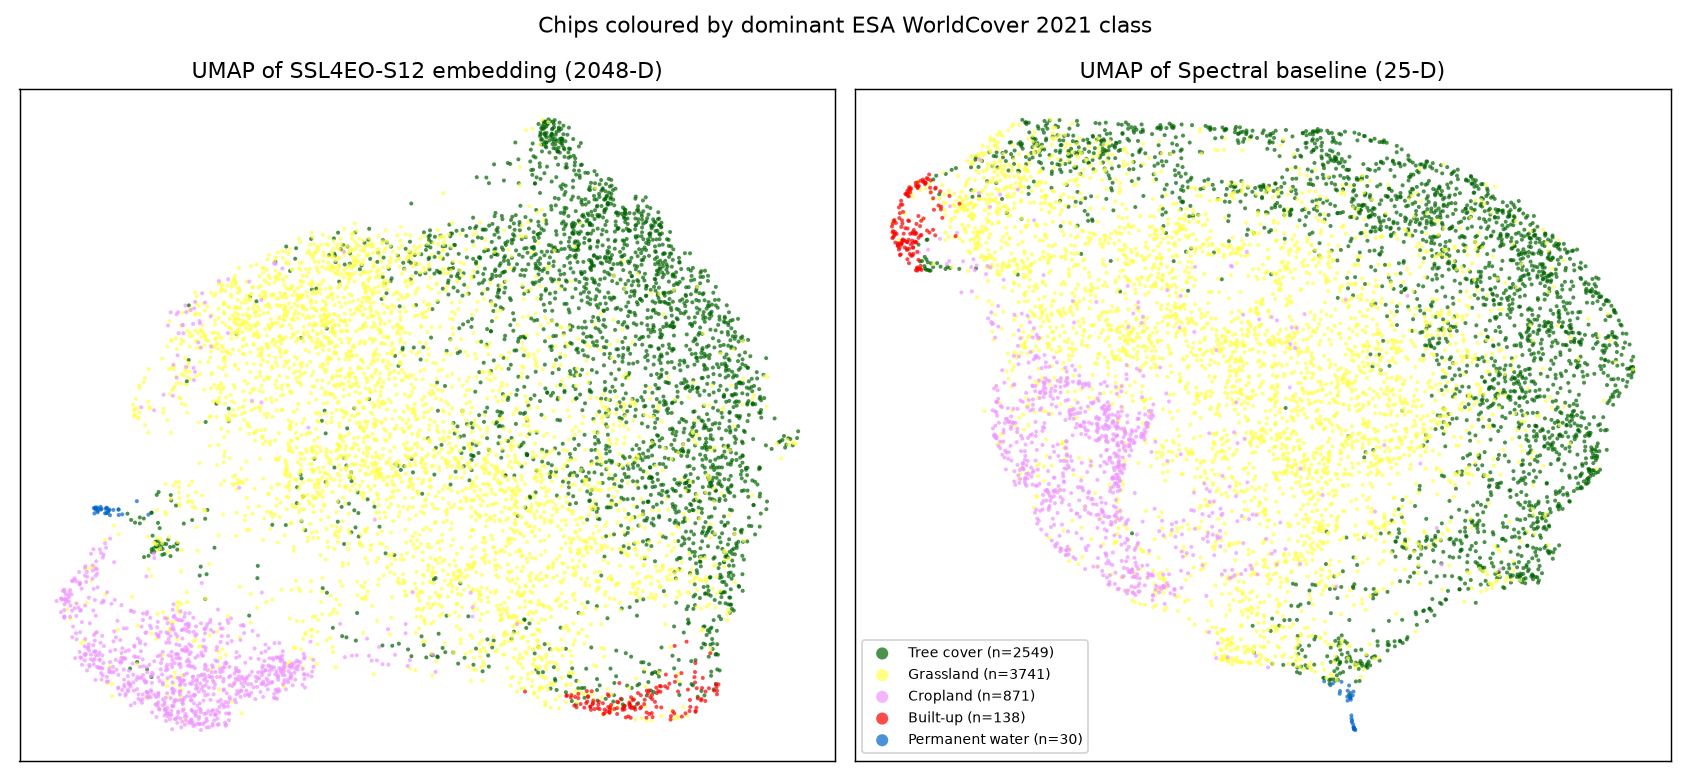 Chips coloured by dominant ESA WorldCover 2021 class
UMAP of SSL4EO-S12 embedding (2048-D)
UMAP of Spectral baseline (25-D)
Tree cover (n=2549)
Grassland (n=3741)
Cropland (n=871)
Built-up (n=138)
Permanent water (n=30)